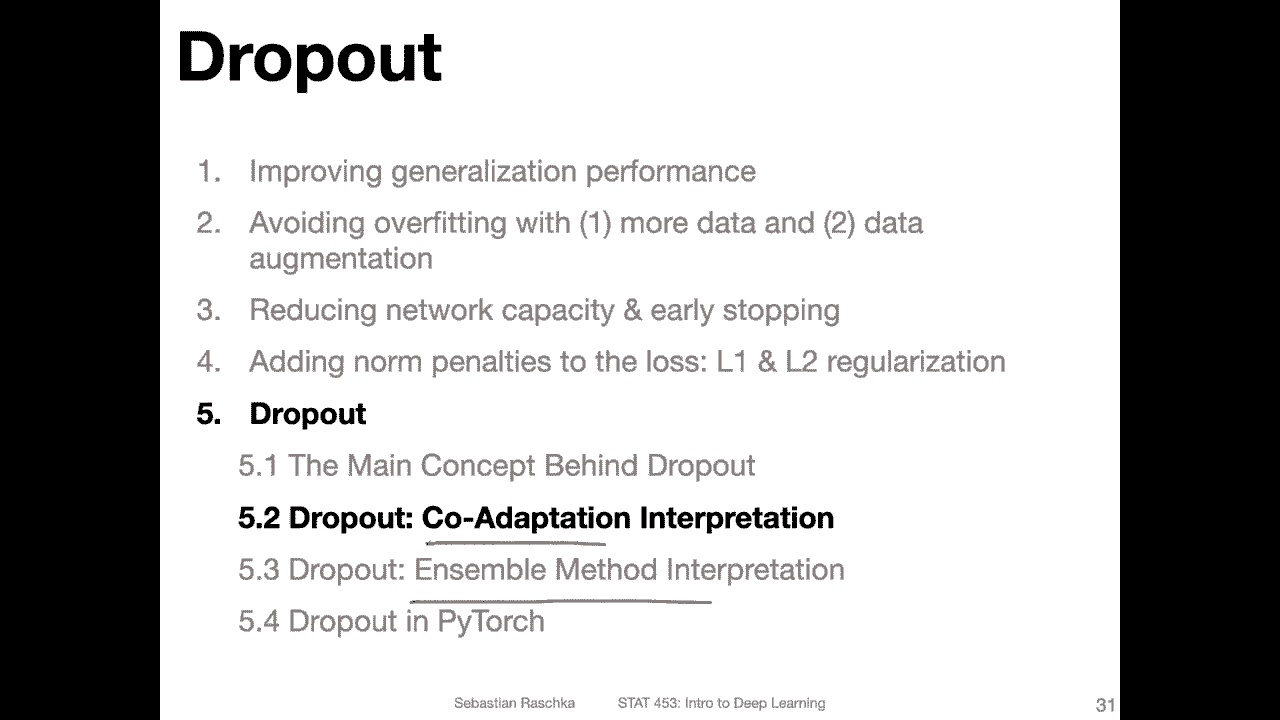 Dropout
1. Improving generalization performance
2. Avoiding overfitting with (1) more data and (2) data
augmentation
3. Reducing network capacity & early stopping
4. Adding norm penalties to the loss: L1 & L2 regularization
5. Dropout
5.1 The Main Concept Behind Dropout
5.2 Dropout: Co-Adaptation Interpretation
5.3 Dropout: Ensemble Method Interpretation
5.4 Dropout in PyTorch
Sebastian Raschka STAT 453: Intro to Deep Learning 31